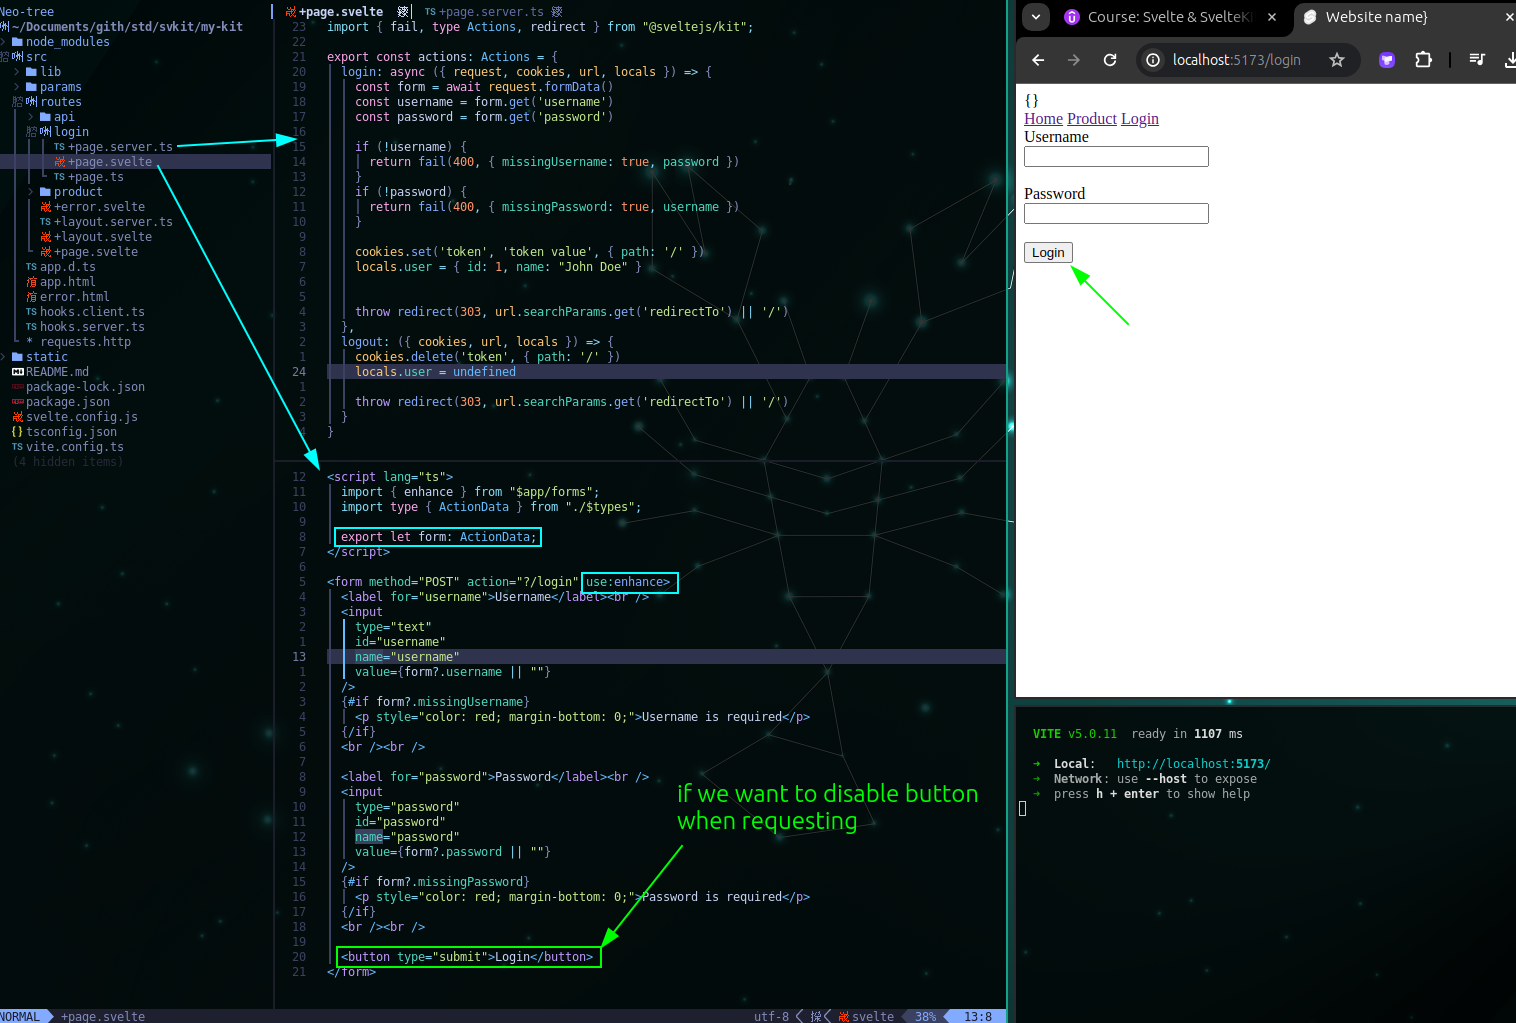 Neo-tree
~/Documents/gith/std/svkit/my-kit
node_modules
src
lib
params
routes
api
login
TS +page.server.ts
+page.svelte
TS +page.ts
product
+error.svelte
TS +layout.server.ts
+layout.svelte
+page.svelte
TS app.d.ts
app.html
error.html
TS hooks.client.ts
TS hooks.server.ts
* requests.http
static
README.md
package-lock.json
package.json
svelte.config.js
{} tsconfig.json
TS vite.config.ts
(4 hidden items)
+page.svelte TS +page.server.ts
23 import { fail, type Actions, redirect } from "@sveltejs/kit";
22
21 export const actions: Actions = {
20 login: async ({ request, cookies, url, locals }) => {
19 const form = await request.formData()
18 const username = form.get('username')
17 const password = form.get('password')
16
15 if (!username) {
14 return fail(400, { missingUsername: true, password })
13 }
12 if (!password) {
11 return fail(400, { missingPassword: true, username })
10 }
9
8 cookies.set('token', 'token value', { path: '/' })
7 locals.user = { id: 1, name: "John Doe" }
6
5
4 throw redirect(303, url.searchParams.get('redirectTo') || '/')
3 },
2 logout: ({ cookies, url, locals }) => {
1 cookies.delete('token', { path: '/' })
24 locals.user = undefined
1
2 throw redirect(303, url.searchParams.get('redirectTo') || '/')
3 }
4 }
12 <script lang="ts">
11 import { enhance } from "$app/forms";
10 import type { ActionData } from "./$types";
9
8 export let form: ActionData;
7 </script>
6
5 <form method="POST" action="?/login" use:enhance>
4 <label for="username">Username</label><br />
3 <input
2 type="text"
1 id="username"
13 name="username"
1 value={form?.username || ""}
2 />
3 {#if form?.missingUsername}
4 <p style="color: red; margin-bottom: 0;">Username is required</p>
5 {/if}
6 <br /><br />
7
8 <label for="password">Password</label><br />
9 <input
10 type="password"
11 id="password"
12 name="password"
13 value={form?.password || ""}
14 />
15 {#if form?.missingPassword}
16 <p style="color: red; margin-bottom: 0;">Password is required</p>
17 {/if}
18 <br /><br />
19
20 <button type="submit">Login</button>
21 </form>
if we want to disable button
when requesting
NORMAL +page.svelte utf-8 svelte 38% 13:8
Course: Svelte & SvelteKi
Website name}
localhost:5173/login
{}
Home Product Login
Username
Password
Login
VITE v5.0.11 ready in 1107 ms
➜ Local: http://localhost:5173/
➜ Network: use --host to expose
➜ press h + enter to show help